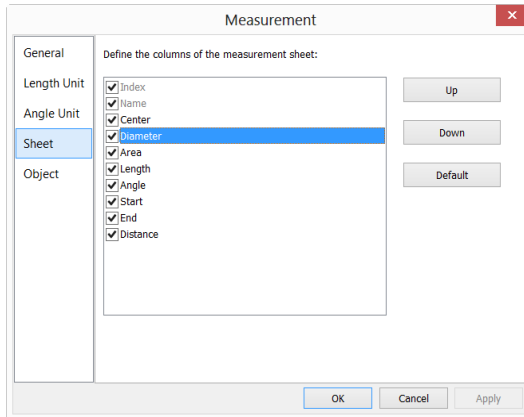 Measurement
General
Length Unit
Angle Unit
Sheet
Object
Define the columns of the measurement sheet:
Index
Name
Center
Diameter
Area
Length
Angle
Start
End
Distance
Up
Down
Default
OK
Cancel
Apply